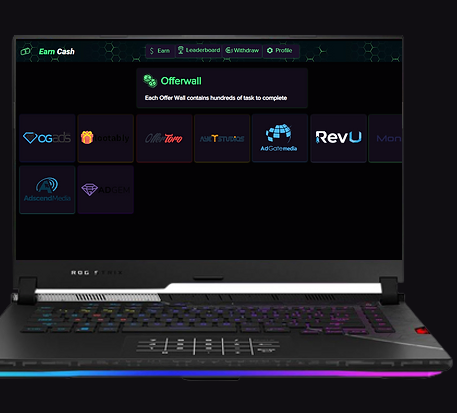 Earn Cash
Earn
Leaderboard
Withdraw
Profile
Offerwall
Each Offer Wall contains hundreds of task to complete
OGads
OfferToro
AdGatemedia
RevU
AdscendMedia
ADGEM